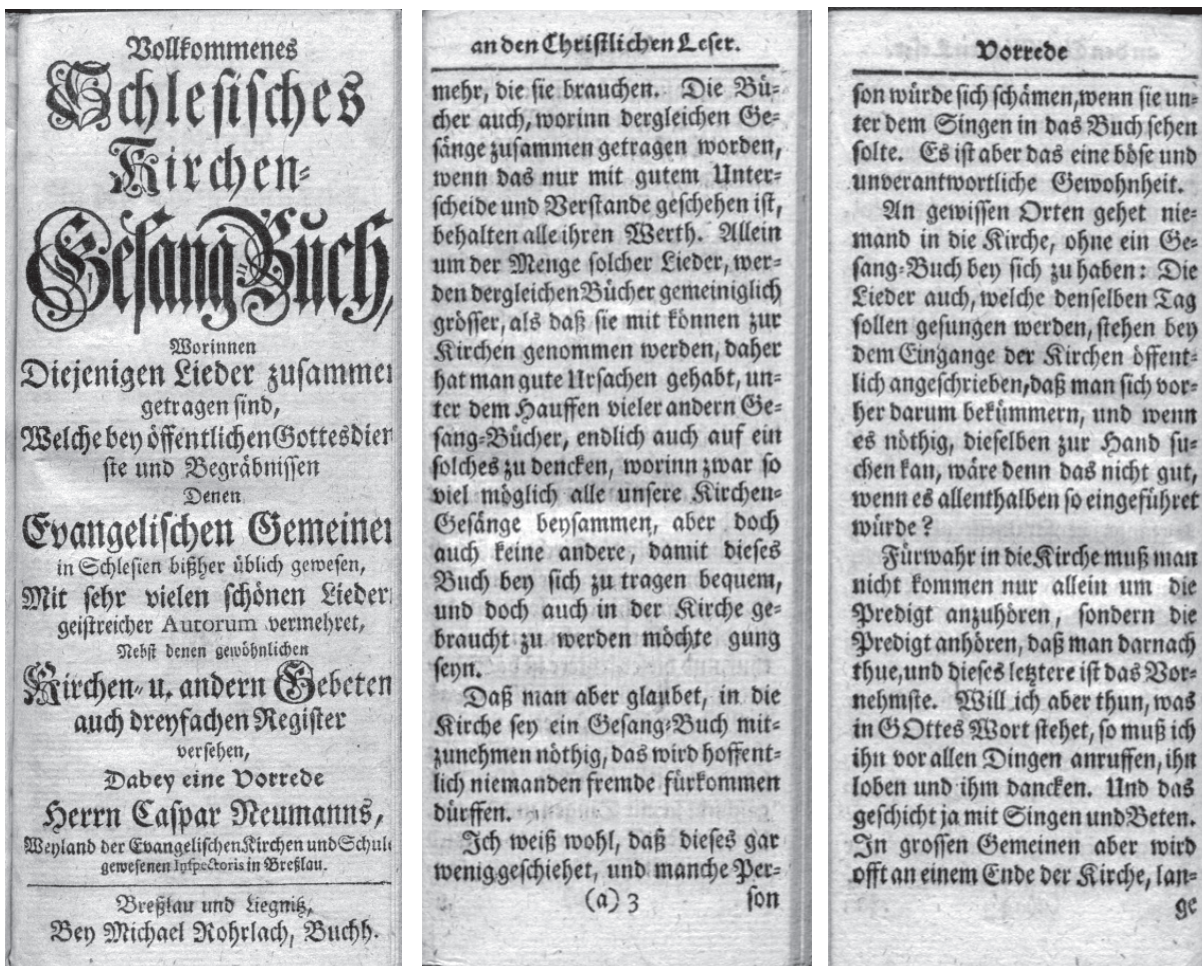 Vollkommenes
Schlesisches
Kirchen-
Gesang-Buch,
Worinnen
Diejenigen Lieder zusammen
getragen sind,
Welche bey öffentlichen Gottesdien
ste und Begräbnissen
Denen
Evangelischen Gemeinen
in Schlesien bißher üblich gewesen,
Mit sehr vielen schönen Lieder
geistreicher Autorum vermehret,
Nebst denen gewöhnlichen
Kirchen- u. andern Gebeten
auch dreyfachen Register
versehen,
Dabey eine Vorrede
Herrn Caspar Neumanns,
Weyland der Evangelischen Kirchen und Schule
gewesenen Inspectoris in Breßlau.
Breßlau und Liegnitz,
Bey Michael Rohrlach, Buchh.
an den Christlichen Leser.
mehr, die sie brauchen. Die Bü-
cher auch, worinn dergleichen Ge-
sänge zusammen getragen worden,
wenn das nur mit gutem Unter-
scheide und Verstande geschehen ist,
behalten alle ihren Werth. Allein
um der Menge solcher Lieder, wer-
den dergleichen Bücher gemeiniglich
grösser, als daß sie mit können zur
Kirchen genommen werden, daher
hat man gute Ursachen gehabt, un-
ter dem Hauffen vieler andern Ge-
sang-Bücher, endlich auch auf ein
solches zu dencken, worinn zwar so
viel möglich alle unsere Kirchen-
Gesänge beysammen, aber doch
auch keine andere, damit dieses
Buch bey sich zu tragen bequem,
und doch auch in der Kirche ge-
braucht zu werden möchte gung
seyn.
Daß man aber glaubet, in die
Kirche sey ein Gesang-Buch mit-
zunehmen nöthig, das wird hoffent-
lich niemanden fremde fürkommen
dürffen.
Ich weiß wohl, daß dieses gar
wenig geschiehet, und manche Per-
(a) 3 son
Vorrede
son würde sich schämen, wenn sie un-
ter dem Singen in das Buch sehen
solte. Es ist aber das eine böse und
unverantwortliche Gewohnheit.
An gewissen Orten gehet nie-
mand in die Kirche, ohne ein Ge-
sang-Buch bey sich zu haben: Die
Lieder auch, welche denselben Tag
sollen gesungen werden, stehen bey
dem Eingange der Kirchen öffent-
lich angeschrieben, daß man sich vor-
her darum bekümmern, und wenn
es nöthig, dieselben zur Hand su-
chen kan, wäre denn das nicht gut,
wenn es allenthalben so eingeführet
würde?
Fürwahr in die Kirche muß man
nicht kommen nur allein um die
Predigt anzuhören, sondern die
Predigt anhören, daß man darnach
thue, und dieses letztere ist das Vor-
nehmste. Will ich aber thun, was
in GOttes Wort stehet, so muß ich
ihn vor allen Dingen anruffen, ihn
loben und ihm dancken. Und das
geschicht ja mit Singen und Beten.
In grossen Gemeinen aber wird
offt an einem Ende der Kirche, lan-
ge